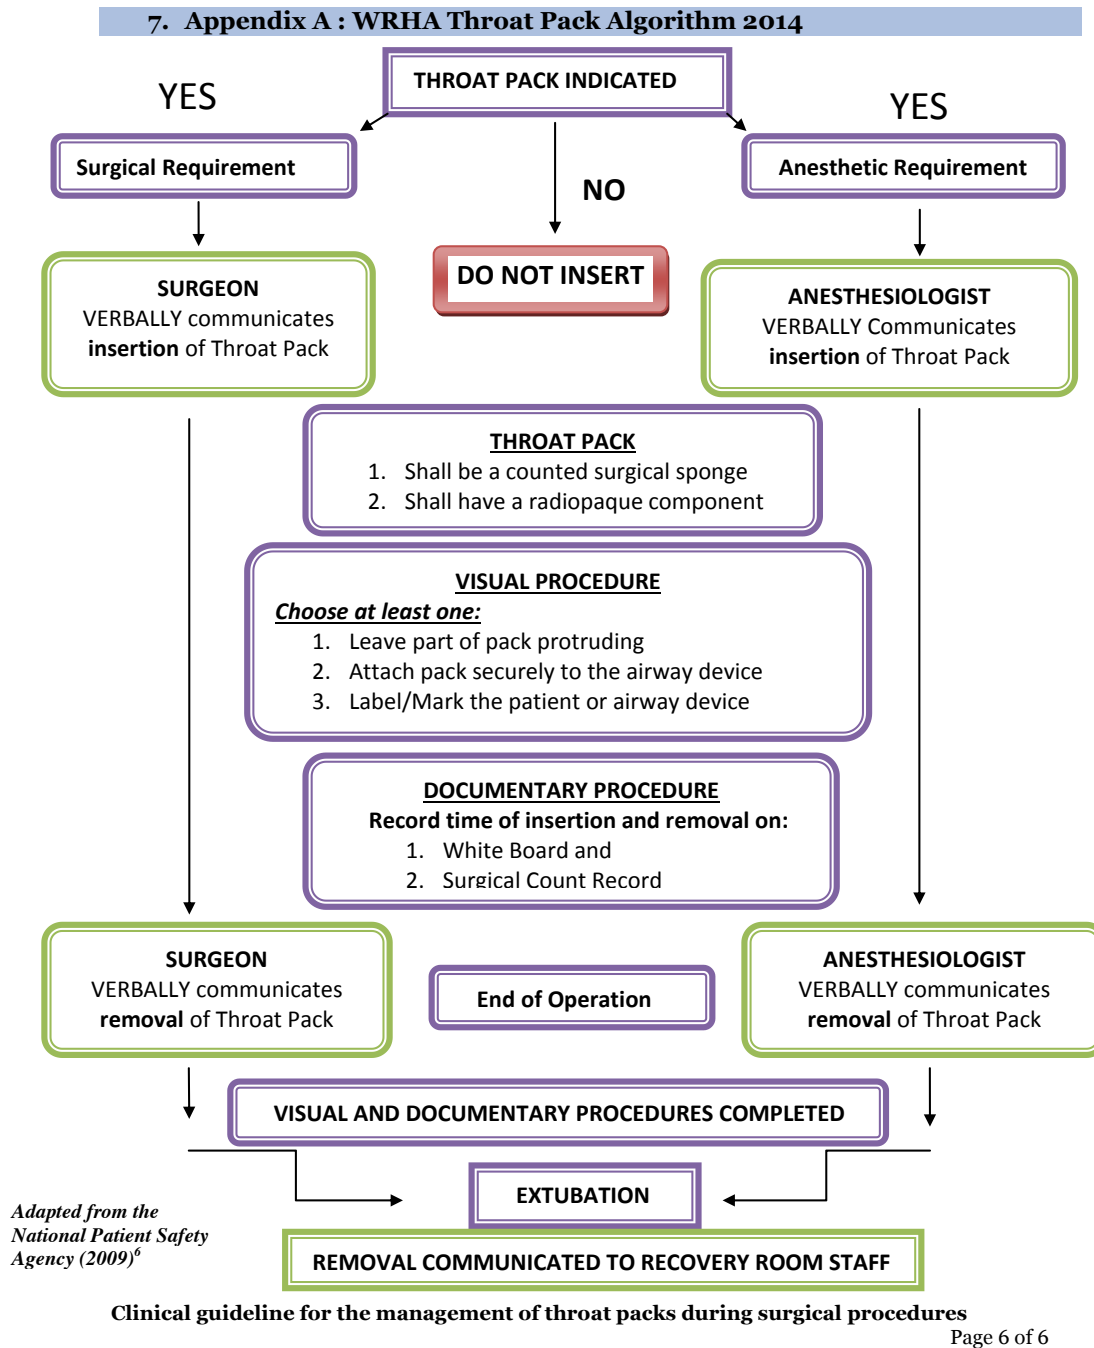 7. Appendix A : WRHA Throat Pack Algorithm 2014
THROAT PACK INDICATED
YES
YES
Surgical Requirement
NO
Anesthetic Requirement
SURGEON
VERBALLY communicates
insertion of Throat Pack
DO NOT INSERT
ANESTHESIOLOGIST
VERBALLY Communicates
insertion of Throat Pack
THROAT PACK
1. Shall be a counted surgical sponge
2. Shall have a radiopaque component
VISUAL PROCEDURE
Choose at least one:
1. Leave part of pack protruding
2. Attach pack securely to the airway device
3. Label/Mark the patient or airway device
DOCUMENTARY PROCEDURE
Record time of insertion and removal on:
1. White Board and
2. Surgical Count Record
SURGEON
VERBALLY communicates
removal of Throat Pack
End of Operation
ANESTHESIOLOGIST
VERBALLY communicates
removal of Throat Pack
VISUAL AND DOCUMENTARY PROCEDURES COMPLETED
EXTUBATION
Adapted from the
National Patient Safety
Agency (2009)6
REMOVAL COMMUNICATED TO RECOVERY ROOM STAFF
Clinical guideline for the management of throat packs during surgical procedures
Page 6 of 6